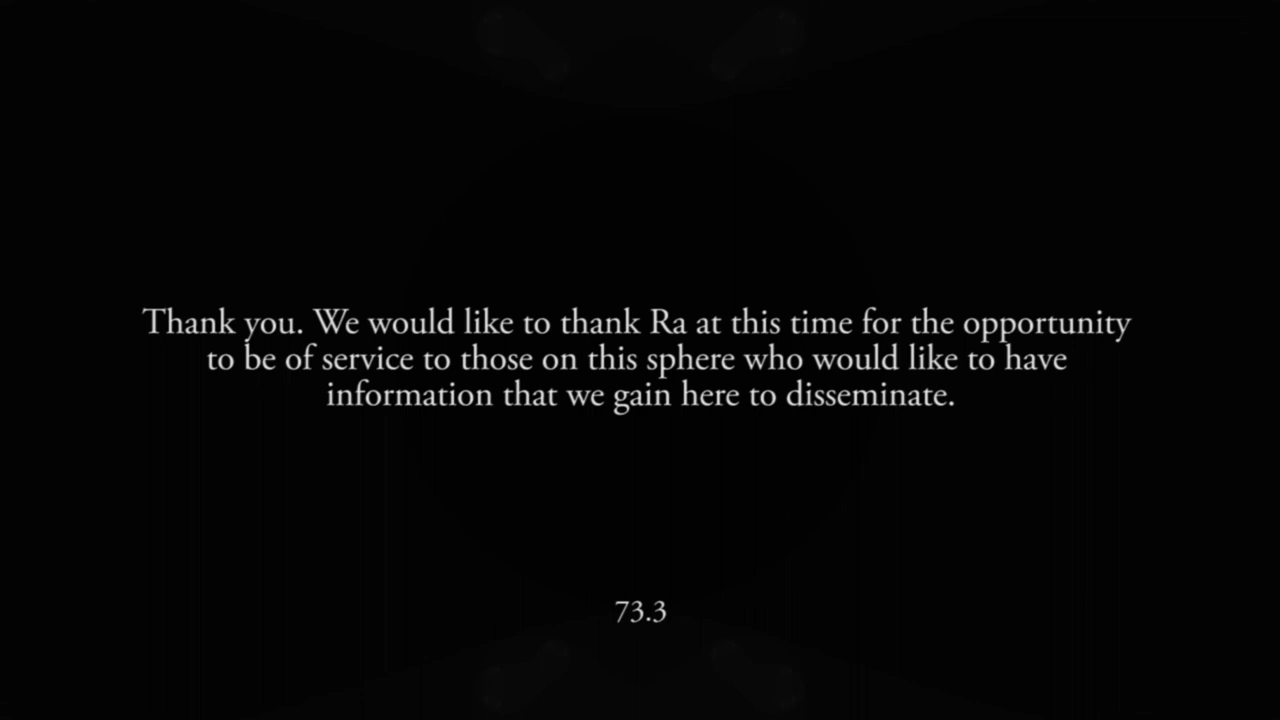 Thank you. We would like to thank Ra at this time for the opportunity
to be of service to those on this sphere who would like to have
information that we gain here to disseminate.
73.3